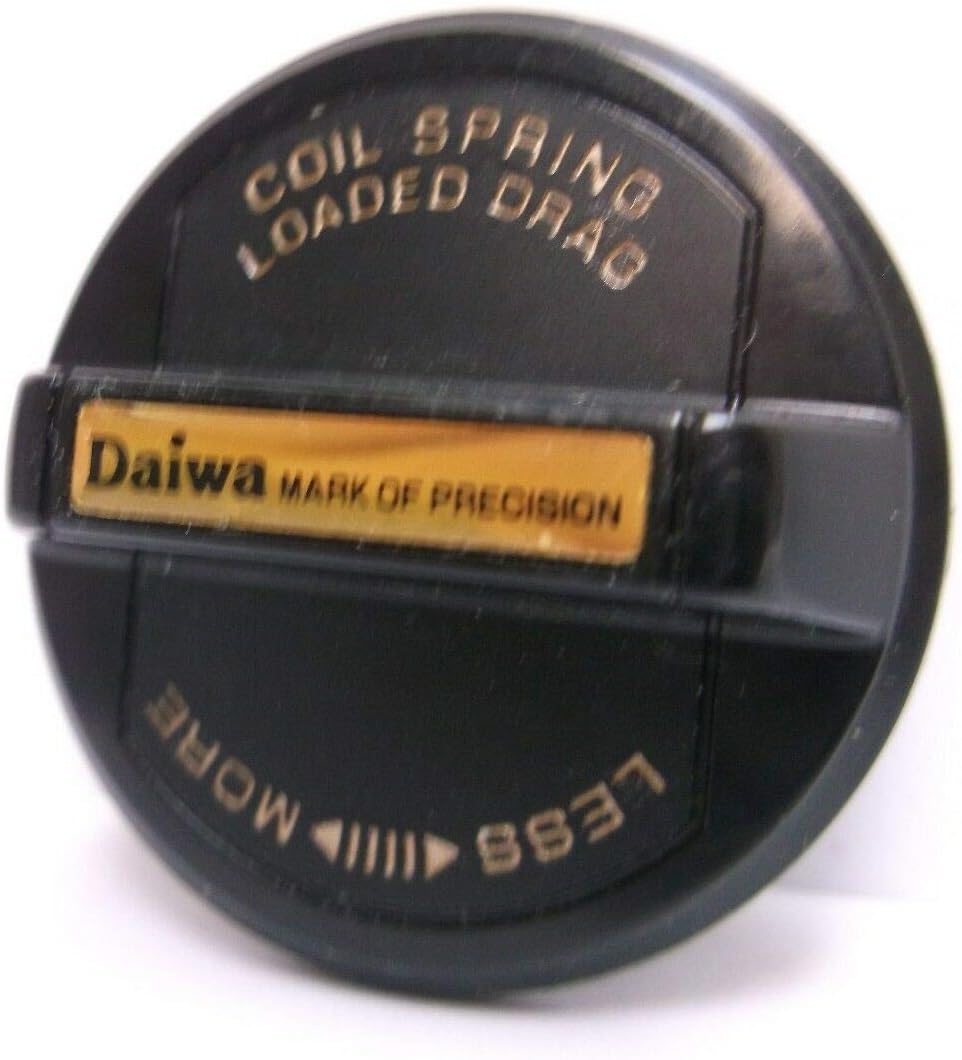 COIL SPRING
LOADED DRAG
Daiwa MARK OF PRECISION
LESS MORE